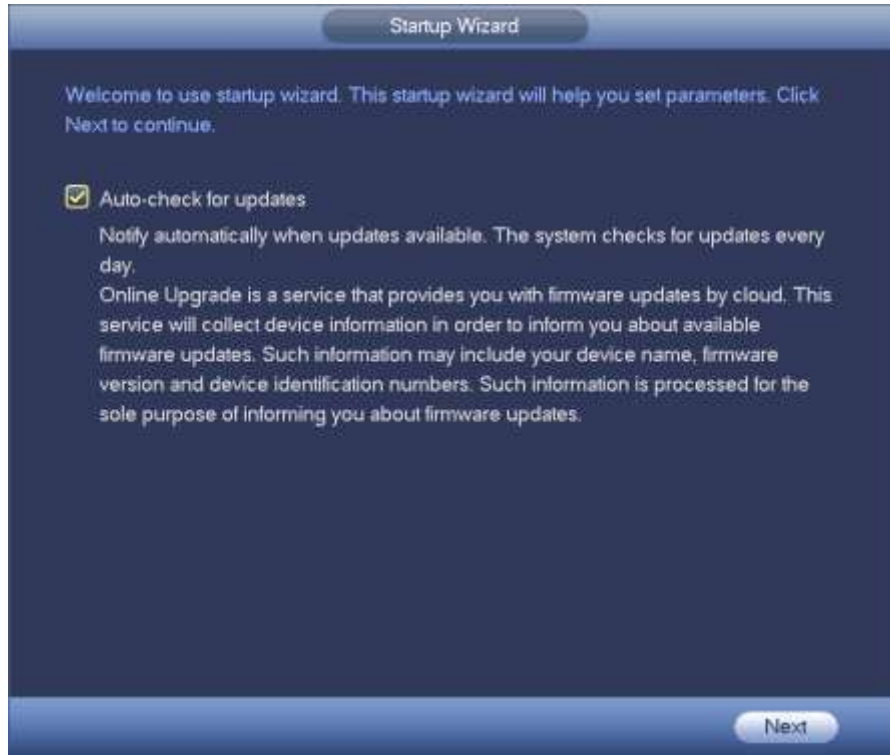 Startup Wizard
Welcome to use startup wizard. This startup wizard will help you set parameters. Click
Next to continue.
Auto-check for updates
Notify automatically when updates available. The system checks for updates every
day.
Online Upgrade is a service that provides you with firmware updates by cloud. This
service will collect device information in order to inform you about available
firmware updates. Such information may include your device name, firmware
version and device identification numbers. Such information is processed for the
sole purpose of informing you about firmware updates.
Next